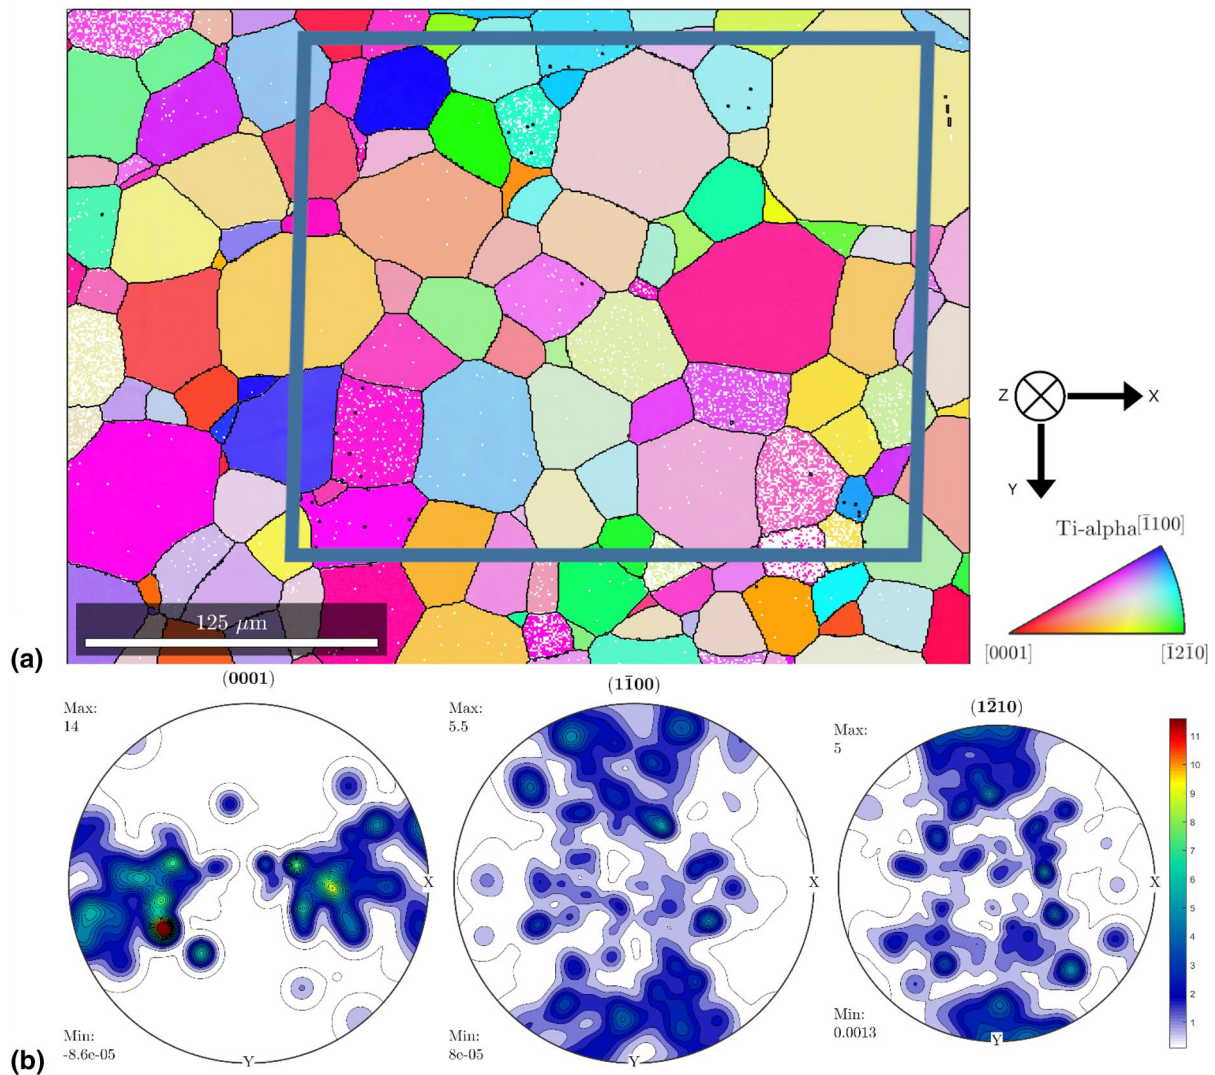 Z
X
Y
Ti-alpha [1̄100]
[0001]
[1̄21̄0]
125 μm
(a)
(0001)
(11̄00)
(12̄10)
Max:
14
Max:
5.5
Max:
5
X
X
X
11
10
9
8
7
6
5
4
3
2
1
Min:
-8.6e-05
Min:
8e-05
Min:
0.0013
Y
Y
Y
(b)